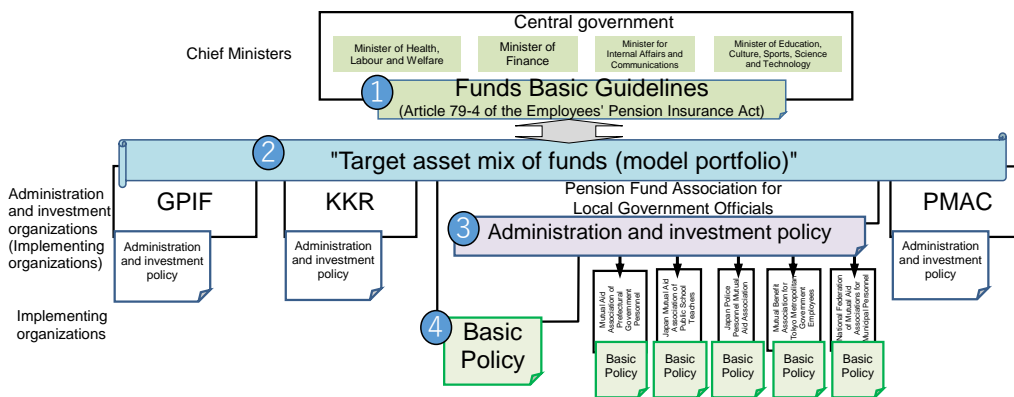 Central government
Chief Ministers
Minister of Health,
Labour and Welfare
Minister of
Finance
Minister for
Internal Affairs and
Communications
Minister of Education,
Culture, Sports, Science
and Technology
1
Funds Basic Guidelines
(Article 79-4 of the Employees' Pension Insurance Act)
2
"Target asset mix of funds (model portfolio)"
Administration
and investment
organizations
(Implementing
organizations)
GPIF
Administration
and investment
policy
KKR
Administration
and investment
policy
Pension Fund Association for
Local Government Officials
3
Administration and investment policy
PMAC
Administration
and investment
policy
Implementing
organizations
4
Basic
Policy
Mutual Aid
Association of
Prefectural
Government
Personnel
Basic
Policy
Japan Mutual Aid
Association of
Public School
Teachers
Basic
Policy
Japan Police
Personnel Mutual
Aid Association
Basic
Policy
Mutual Benefit
Association for
Tokyo Metropolitan
Government
Employees
Basic
Policy
National Federation
of Mutual Aid
Associations for
Municipal Personnel
Basic
Policy